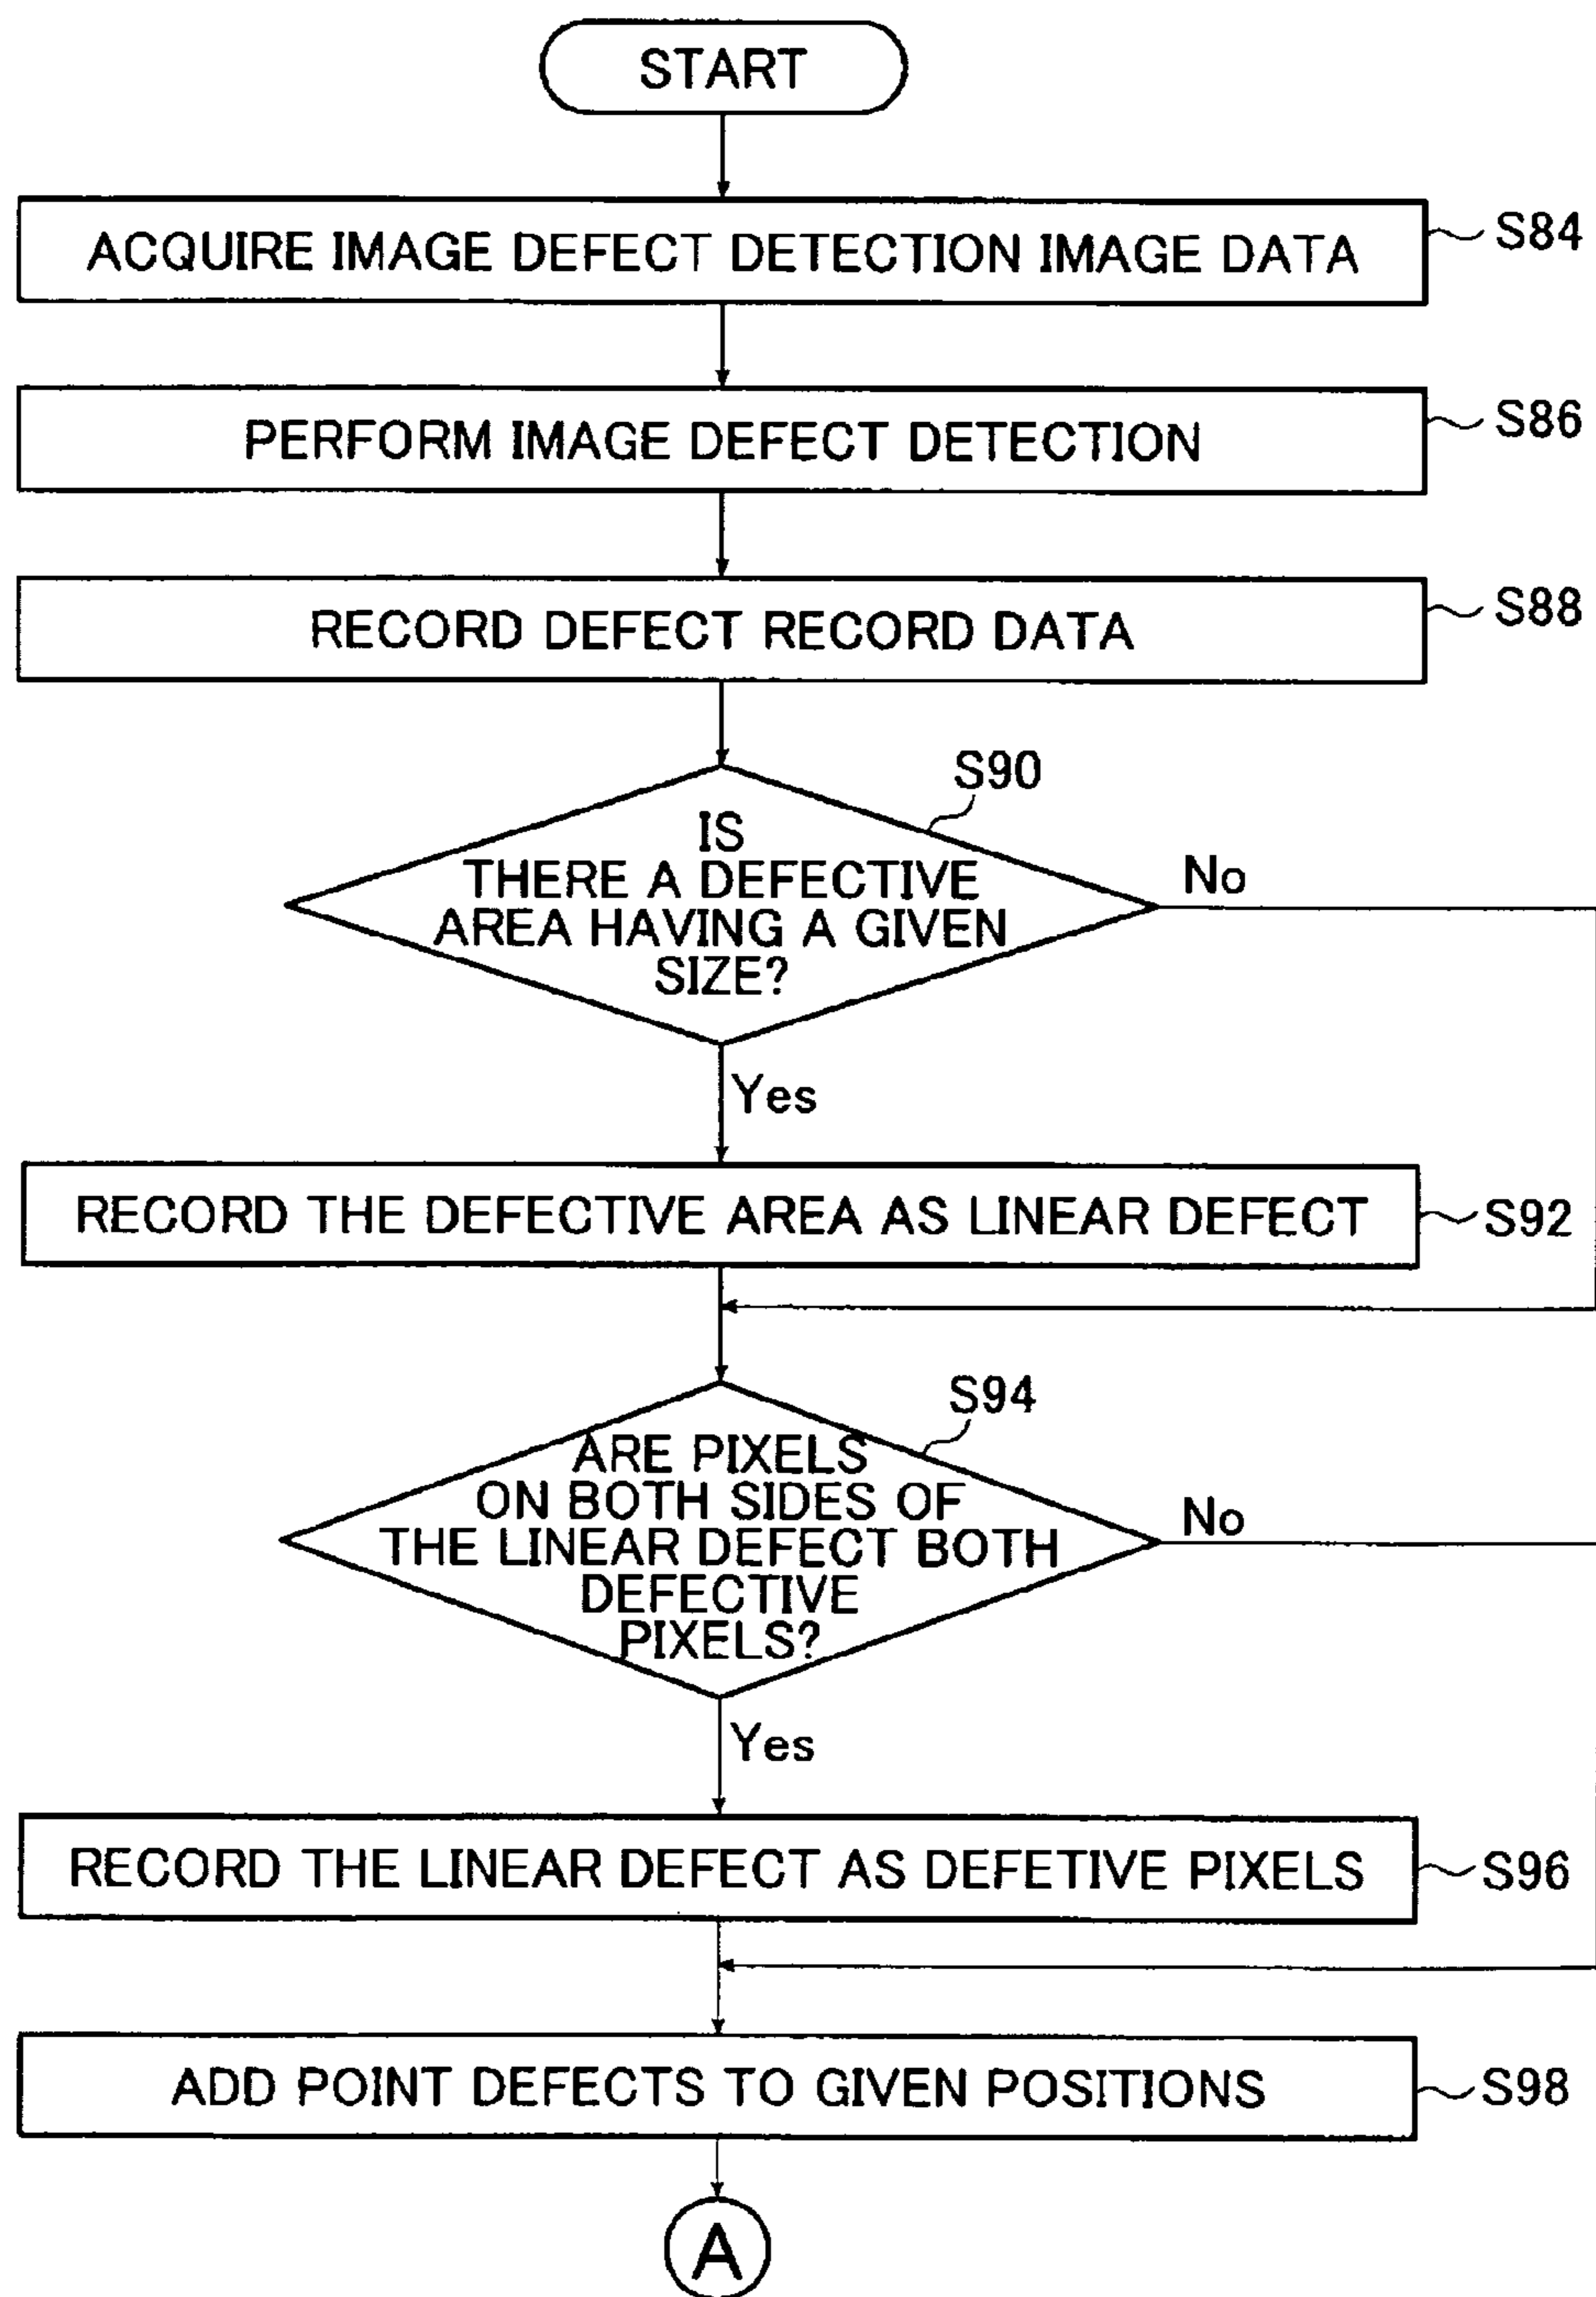 START
ACQUIRE IMAGE DEFECT DETECTION IMAGE DATA
S84
PERFORM IMAGE DEFECT DETECTION
S86
RECORD DEFECT RECORD DATA
S88
S90
IS
THERE A DEFECTIVE
AREA HAVING A GIVEN
SIZE?
No
Yes
RECORD THE DEFECTIVE AREA AS LINEAR DEFECT
S92
S94
ARE PIXELS
ON BOTH SIDES OF
THE LINEAR DEFECT BOTH
DEFECTIVE
PIXELS?
No
Yes
RECORD THE LINEAR DEFECT AS DEFETIVE PIXELS
S96
ADD POINT DEFECTS TO GIVEN POSITIONS
S98
A